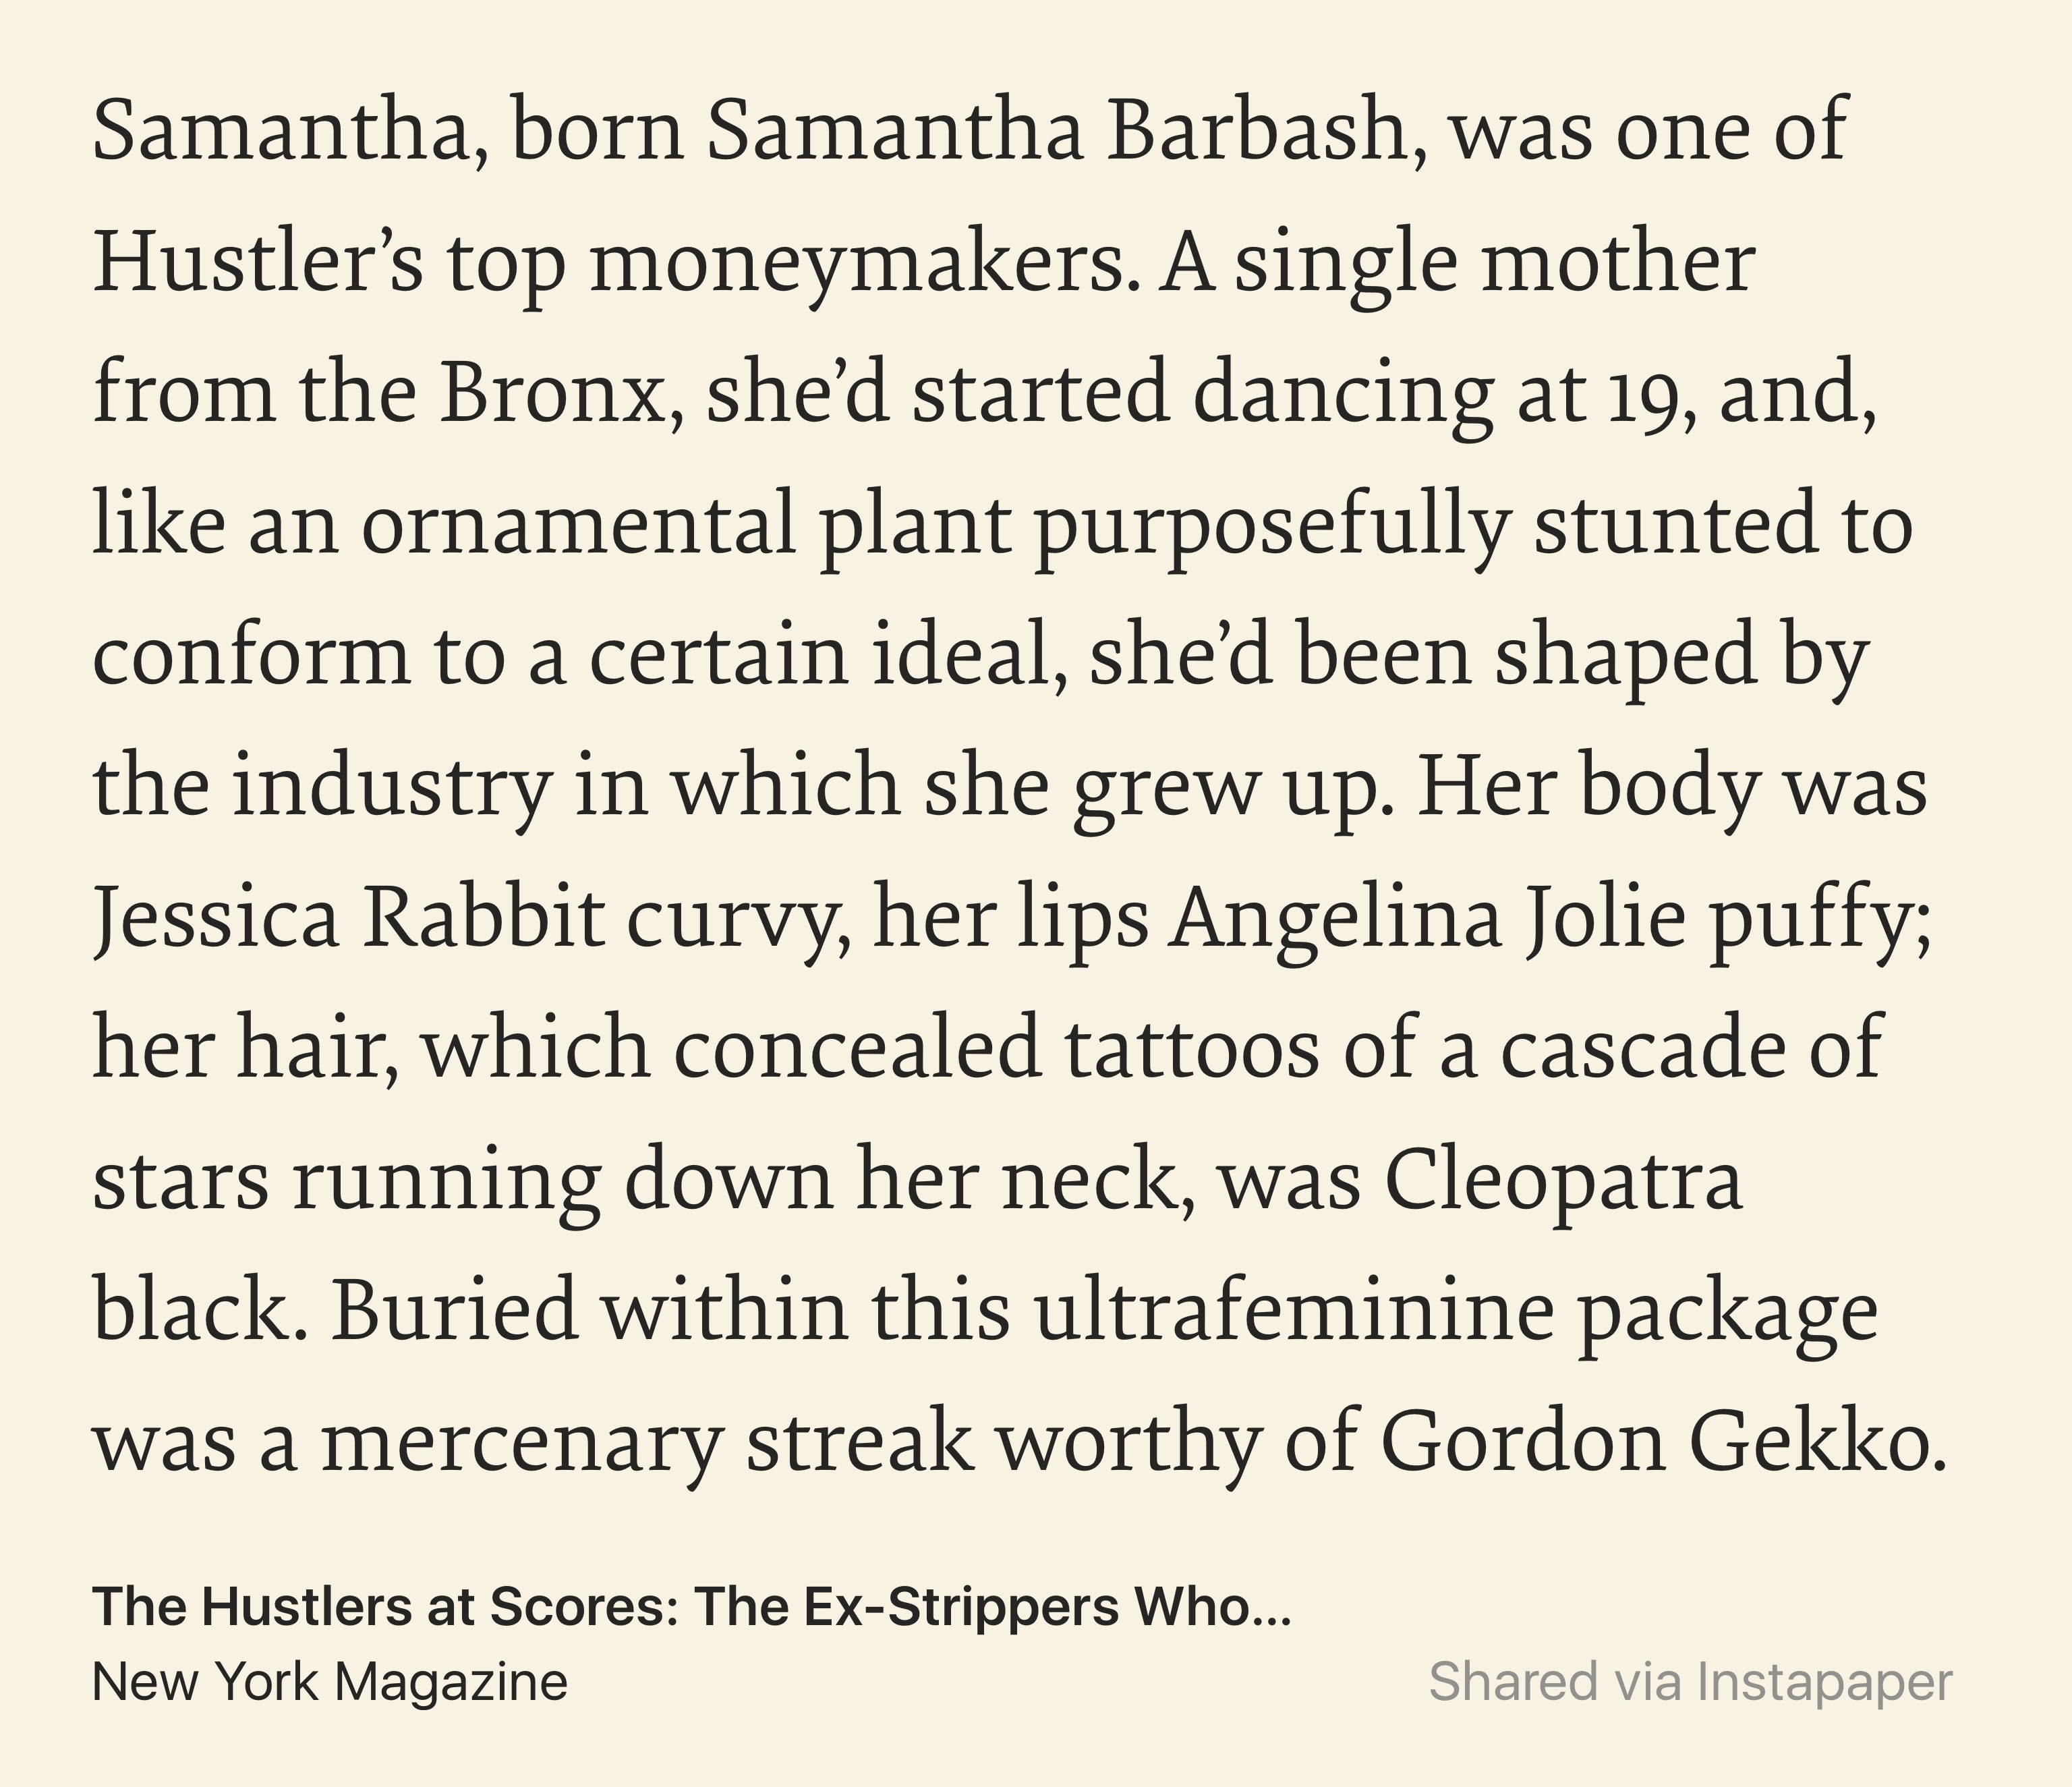 Samantha, born Samantha Barbash, was one of
Hustler’s top moneymakers. A single mother
from the Bronx, she’d started dancing at 19, and,
like an ornamental plant purposefully stunted to
conform to a certain ideal, she’d been shaped by
the industry in which she grew up. Her body was
Jessica Rabbit curvy, her lips Angelina Jolie puffy;
her hair, which concealed tattoos of a cascade of
stars running down her neck, was Cleopatra
black. Buried within this ultrafeminine package
was a mercenary streak worthy of Gordon Gekko.
The Hustlers at Scores: The Ex-Strippers Who...
New York Magazine
Shared via Instapaper